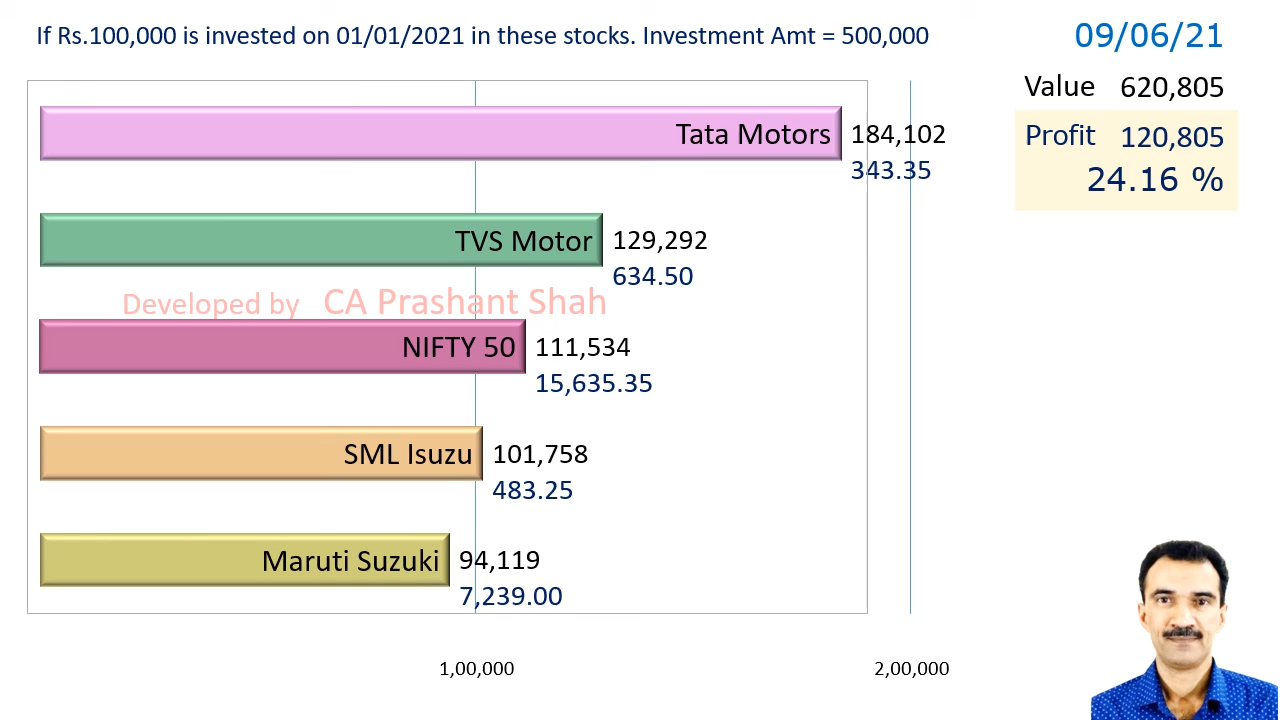 If Rs.100,000 is invested on 01/01/2021 in these stocks. Investment Amt = 500,000
09/06/21
Value 620,805
Profit 120,805
24.16 %
Tata Motors 184,102
343.35
TVS Motor 129,292
634.50
Developed by CA Prashant Shah
NIFTY 50 111,534
15,635.35
SML Isuzu 101,758
483.25
Maruti Suzuki 94,119
7,239.00
1,00,000 2,00,000